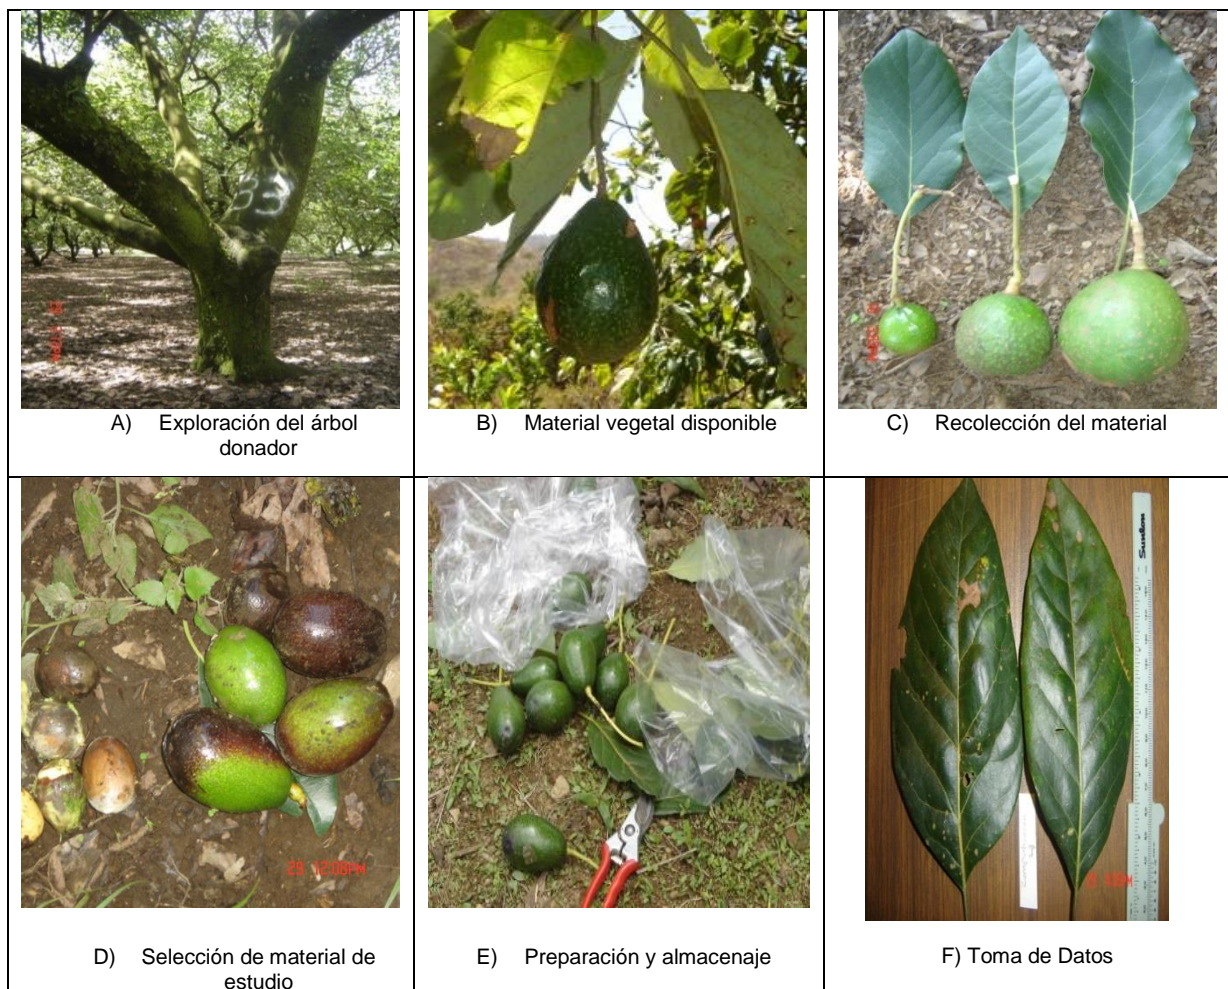 A) Exploración del árbol
donador
B) Material vegetal disponible
C) Recolección del material
29 12:08PM
Sunllon
D) Selección de material de
estudio
E) Preparación y almacenaje
F) Toma de Datos